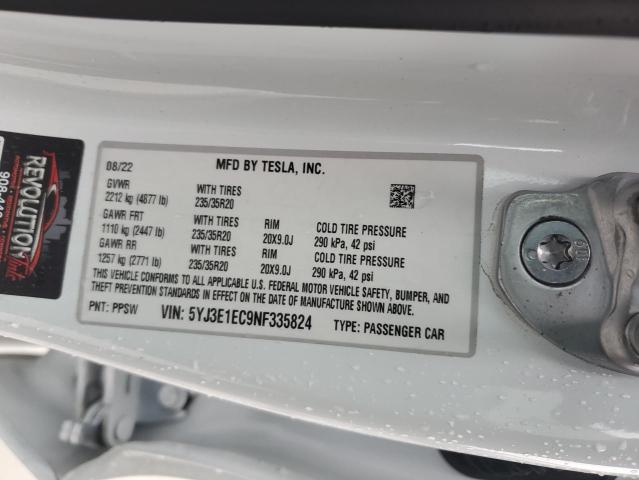 08/22 MFD BY TESLA, INC.
GVWR WITH TIRES
2212 kg (4877 lb) 235/35R20
GAWR FRT WITH TIRES RIM COLD TIRE PRESSURE
1110 kg (2447 lb) 235/35R20 20X9.0J 290 kPa, 42 psi
GAWR RR WITH TIRES RIM COLD TIRE PRESSURE
1257 kg (2771 lb) 235/35R20 20X9.0J 290 kPa, 42 psi
THIS VEHICLE CONFORMS TO ALL APPLICABLE U.S. FEDERAL MOTOR VEHICLE SAFETY, BUMPER, AND
THEFT PREVENTION STANDARDS IN EFFECT ON THE DATE OF MANUFACTURE SHOWN ABOVE.
PNT: PPSW VIN: 5YJ3E1EC9NF335824 TYPE: PASSENGER CAR
REVOLUTION